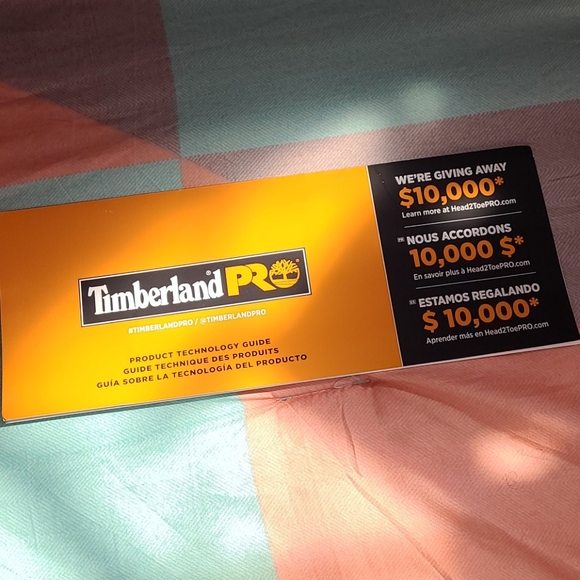 Timberland PRO
#TIMBERLANDPRO / @TIMBERLANDPRO
PRODUCT TECHNOLOGY GUIDE
GUIDE TECHNIQUE DES PRODUITS
GUÍA SOBRE LA TECNOLOGÍA DEL PRODUCTO
WE'RE GIVING AWAY
$10,000*
Learn more at Head2ToePRO.com
NOUS ACCORDONS
10,000 $*
En savoir plus à Head2ToePRO.com
ESTAMOS REGALANDO
$ 10,000*
Aprender más en Head2ToePRO.com